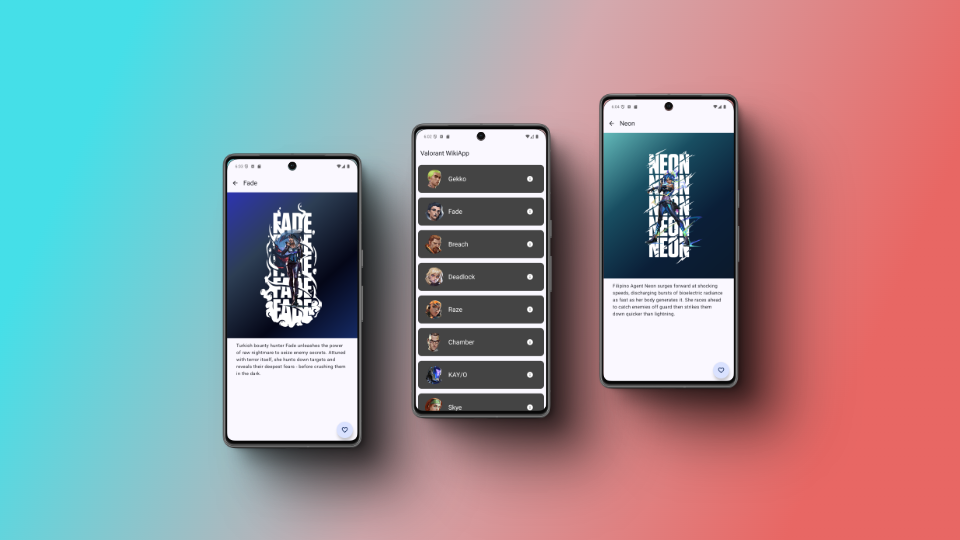 Fade
FADE
FADE
Turkish bounty hunter Fade unleashes the power
of raw nightmare to seize enemy secrets. Attuned
with terror itself, she hunts down targets and
reveals their deepest fears - before crushing them
in the dark.
Valorant WikiApp
Gekko
Fade
Breach
Deadlock
Raze
Chamber
KAY/O
Skye
Neon
NEON
NEON
NEON
NEON
NEON
Filipino Agent Neon surges forward at shocking
speeds, discharging bursts of bioelectric radiance
as fast as her body generates it. She races ahead
to catch enemies off guard then strikes them
down quicker than lightning.